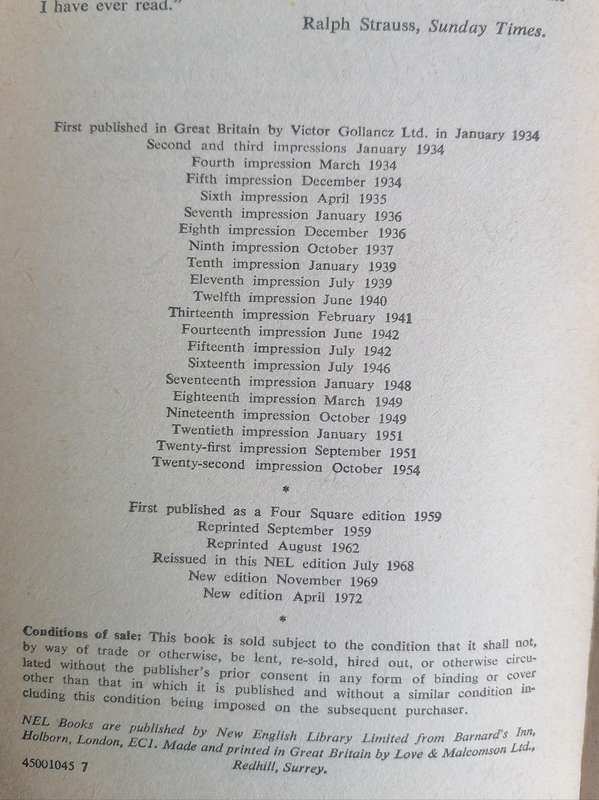 I have ever read."
Ralph Strauss, Sunday Times.
First published in Great Britain by Victor Gollancz Ltd. in January 1934
Second and third impressions January 1934
Fourth impression March 1934
Fifth impression December 1934
Sixth impression April 1935
Seventh impression January 1936
Eighth impression December 1936
Ninth impression October 1937
Tenth impression January 1939
Eleventh impression July 1939
Twelfth impression June 1940
Thirteenth impression February 1941
Fourteenth impression June 1942
Fifteenth impression July 1942
Sixteenth impression July 1946
Seventeenth impression January 1948
Eighteenth impression March 1949
Nineteenth impression October 1949
Twentieth impression January 1951
Twenty-first impression September 1951
Twenty-second impression October 1954
*
First published as a Four Square edition 1959
Reprinted September 1959
Reprinted August 1962
Reissued in this NEL edition July 1968
New edition November 1969
New edition April 1972
*
Conditions of sale: This book is sold subject to the condition that it shall not,
by way of trade or otherwise, be lent, re-sold, hired out, or otherwise circu-
lated without the publisher's prior consent in any form of binding or cover
other than that in which it is published and without a similar condition in-
cluding this condition being imposed on the subsequent purchaser.
NEL Books are published by New English Library Limited from Barnard's Inn,
Holborn, London, EC1. Made and printed in Great Britain by Love & Malcomson Ltd.,
Redhill, Surrey.
45001045 7